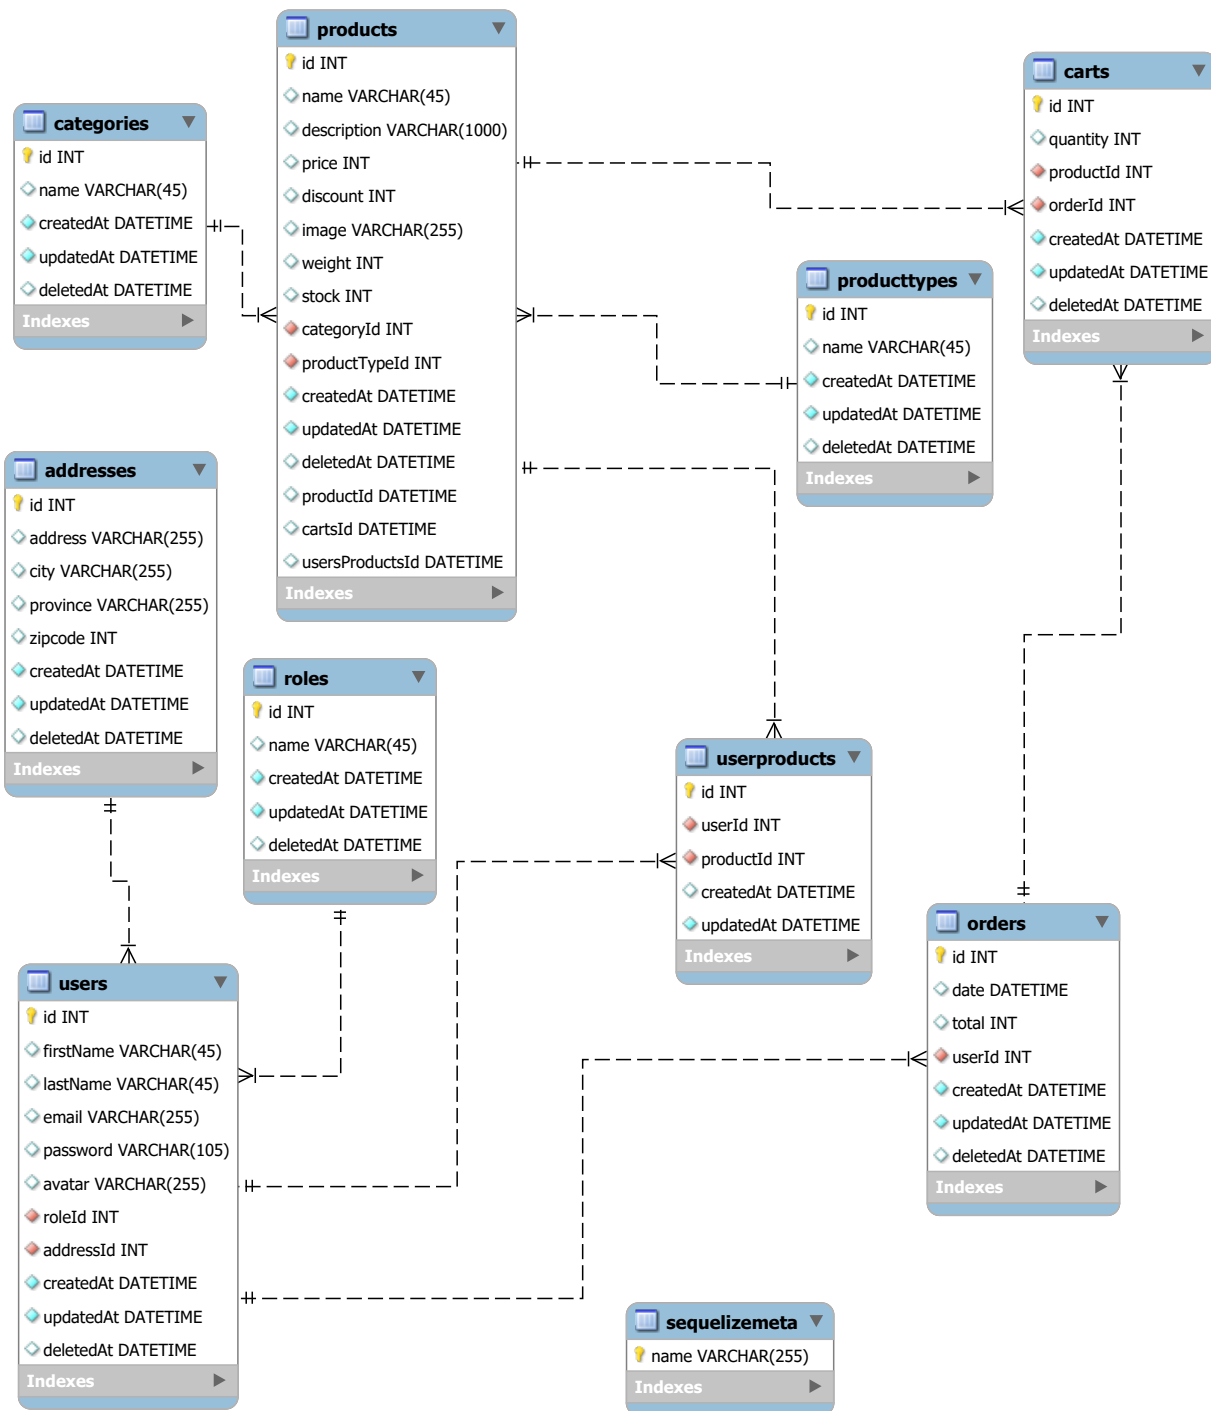 products
id INT
name VARCHAR(45)
description VARCHAR(1000)
price INT
discount INT
image VARCHAR(255)
weight INT
stock INT
categoryId INT
productTypeId INT
createdAt DATETIME
updatedAt DATETIME
deletedAt DATETIME
productId DATETIME
cartsId DATETIME
usersProductsId DATETIME
Indexes
carts
id INT
quantity INT
productId INT
orderId INT
createdAt DATETIME
updatedAt DATETIME
deletedAt DATETIME
Indexes
categories
id INT
name VARCHAR(45)
createdAt DATETIME
updatedAt DATETIME
deletedAt DATETIME
Indexes
producttypes
id INT
name VARCHAR(45)
createdAt DATETIME
updatedAt DATETIME
deletedAt DATETIME
Indexes
addresses
id INT
address VARCHAR(255)
city VARCHAR(255)
province VARCHAR(255)
zipcode INT
createdAt DATETIME
updatedAt DATETIME
deletedAt DATETIME
Indexes
roles
id INT
name VARCHAR(45)
createdAt DATETIME
updatedAt DATETIME
deletedAt DATETIME
Indexes
userproducts
id INT
userId INT
productId INT
createdAt DATETIME
updatedAt DATETIME
Indexes
orders
id INT
date DATETIME
total INT
userId INT
createdAt DATETIME
updatedAt DATETIME
deletedAt DATETIME
Indexes
users
id INT
firstName VARCHAR(45)
lastName VARCHAR(45)
email VARCHAR(255)
password VARCHAR(105)
avatar VARCHAR(255)
roleId INT
addressId INT
createdAt DATETIME
updatedAt DATETIME
deletedAt DATETIME
Indexes
sequelizemeta
name VARCHAR(255)
Indexes